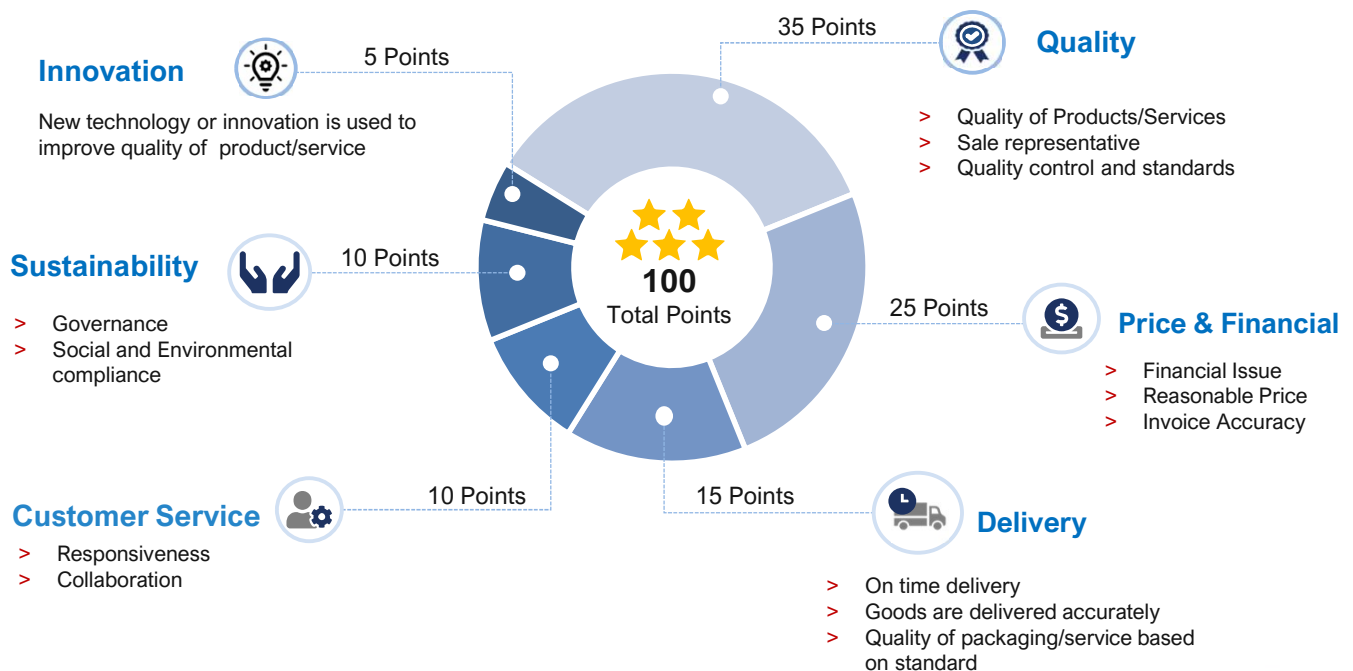 35 Points
Quality
> Quality of Products/Services
> Sale representative
> Quality control and standards
Innovation
5 Points
New technology or innovation is used to
improve quality of product/service
100
Total Points
Sustainability
10 Points
> Governance
> Social and Environmental
compliance
25 Points
Price & Financial
> Financial Issue
> Reasonable Price
> Invoice Accuracy
Customer Service
10 Points
> Responsiveness
> Collaboration
15 Points
Delivery
> On time delivery
> Goods are delivered accurately
> Quality of packaging/service based
on standard